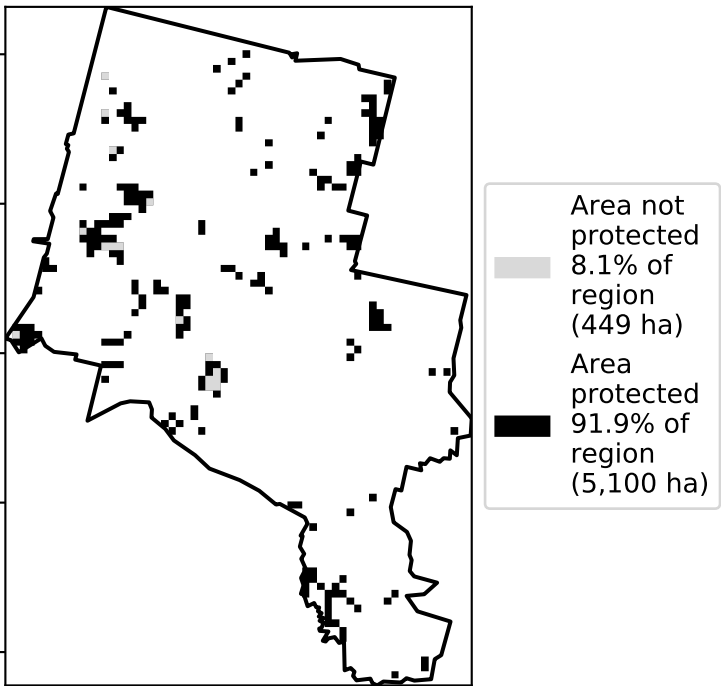 Area not
protected
8.1% of
region
(449 ha)
Area
protected
91.9% of
region
(5,100 ha)